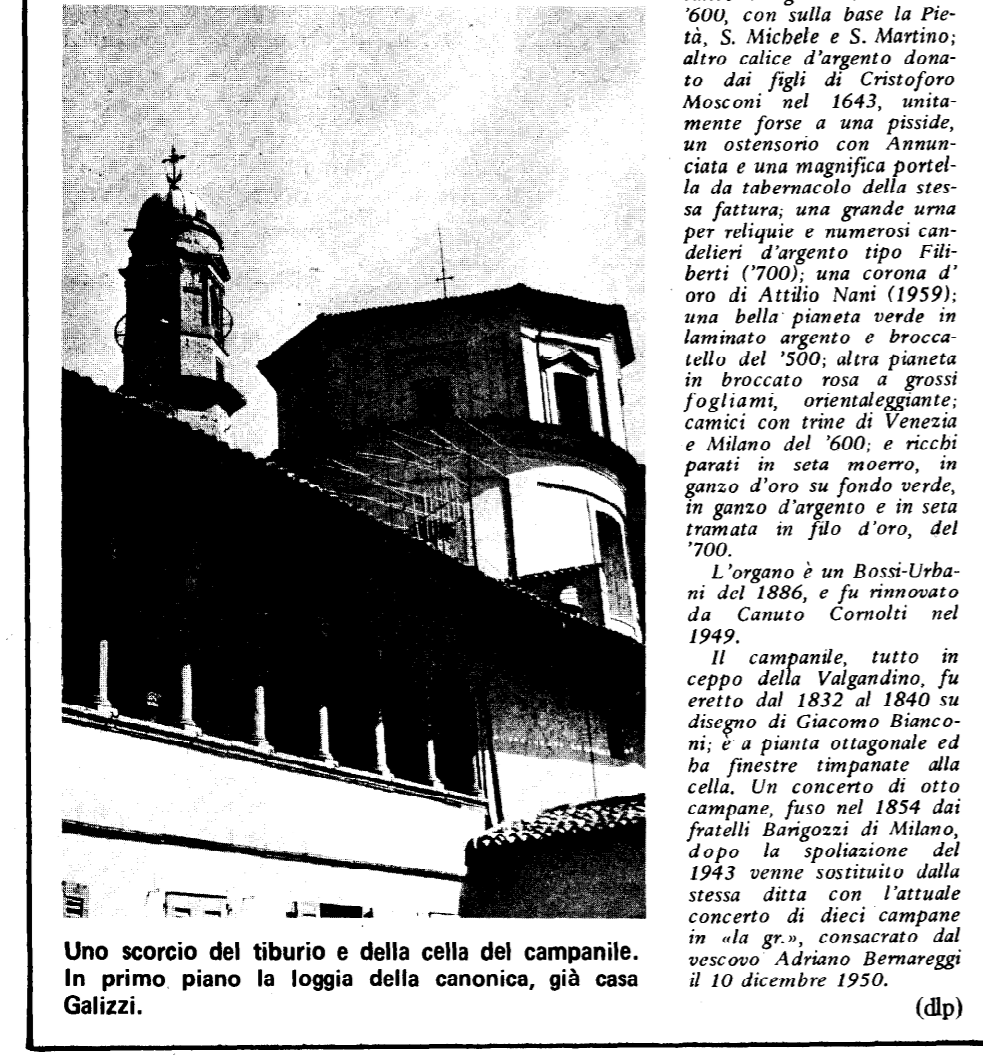 '600, con sulla base la Pie-
tà, S. Michele e S. Martino;
altro calice d'argento dona-
to dai figli di Cristoforo
Mosconi nel 1643, unita-
mente forse a una pisside,
un ostensorio con Annun-
ciata e una magnifica portel-
la da tabernacolo della stes-
sa fattura; una grande urna
per reliquie e numerosi can-
delieri d'argento tipo Fili-
berti ('700); una corona d'
oro di Attilio Nani (1959);
una bella pianeta verde in
laminato argento e brocca-
tello del '500; altra pianeta
in broccato rosa a grossi
fogliami, orientaleggiante;
camici con trine di Venezia
e Milano del '600; e ricchi
parati in seta moerro, in
ganzo d'oro su fondo verde,
in ganzo d'argento e in seta
tramata in filo d'oro, del
'700.
L'organo è un Bossi-Urba-
ni del 1886, e fu rinnovato
da Canuto Cornolti nel
1949.
Il campanile, tutto in
ceppo della Valgandino, fu
eretto dal 1832 al 1840 su
disegno di Giacomo Bianco-
ni; è a pianta ottagonale ed
ha finestre timpanate alla
cella. Un concerto di otto
campane, fuso nel 1854 dai
fratelli Barigozzi di Milano,
dopo la spoliazione del
1943 venne sostituito dalla
stessa ditta con l'attuale
concerto di dieci campane
in «la gr.», consacrato dal
vescovo Adriano Bernareggi
il 10 dicembre 1950.
(dlp)
Uno scorcio del tiburio e della cella del campanile.
In primo piano la loggia della canonica, già casa
Galizzi.